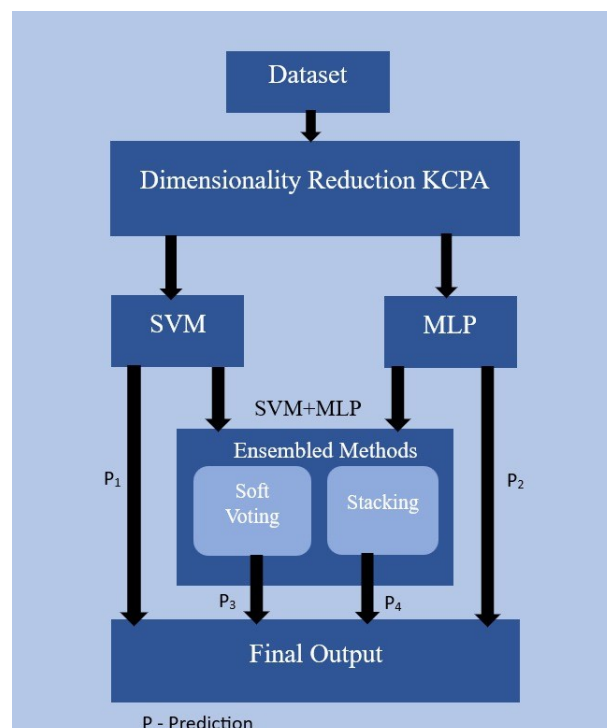 Dataset
Dimensionality Reduction KCPA
SVM
MLP
SVM+MLP
Ensembled Methods
Soft
Voting
Stacking
P₁
P₂
P₃
P₄
Final Output
P - Prediction